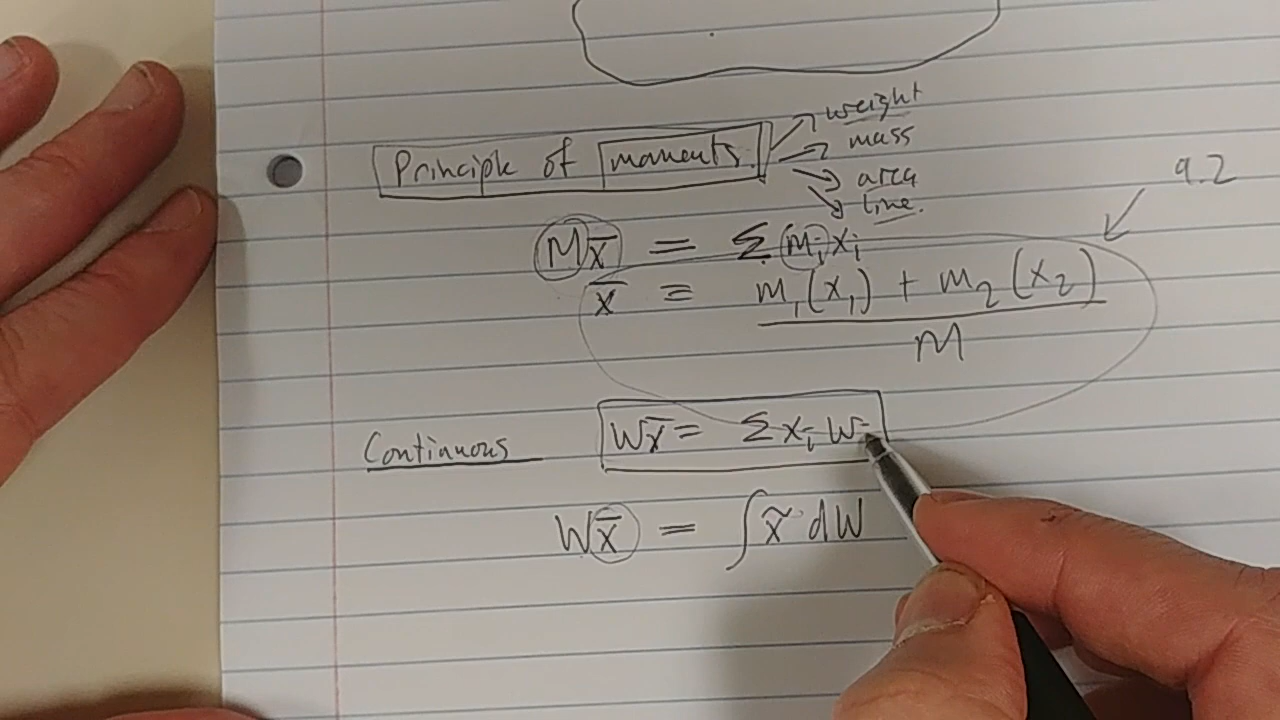 weight
Principle of moments. mass
area
9.2
line.
Mx̅ = Σ mᵢxᵢ
x̅ = m₁(x₁) + m₂(x₂)
M
Continuous Wx̅ = Σ xᵢ W
Wx̅ = ∫ x̃ dW